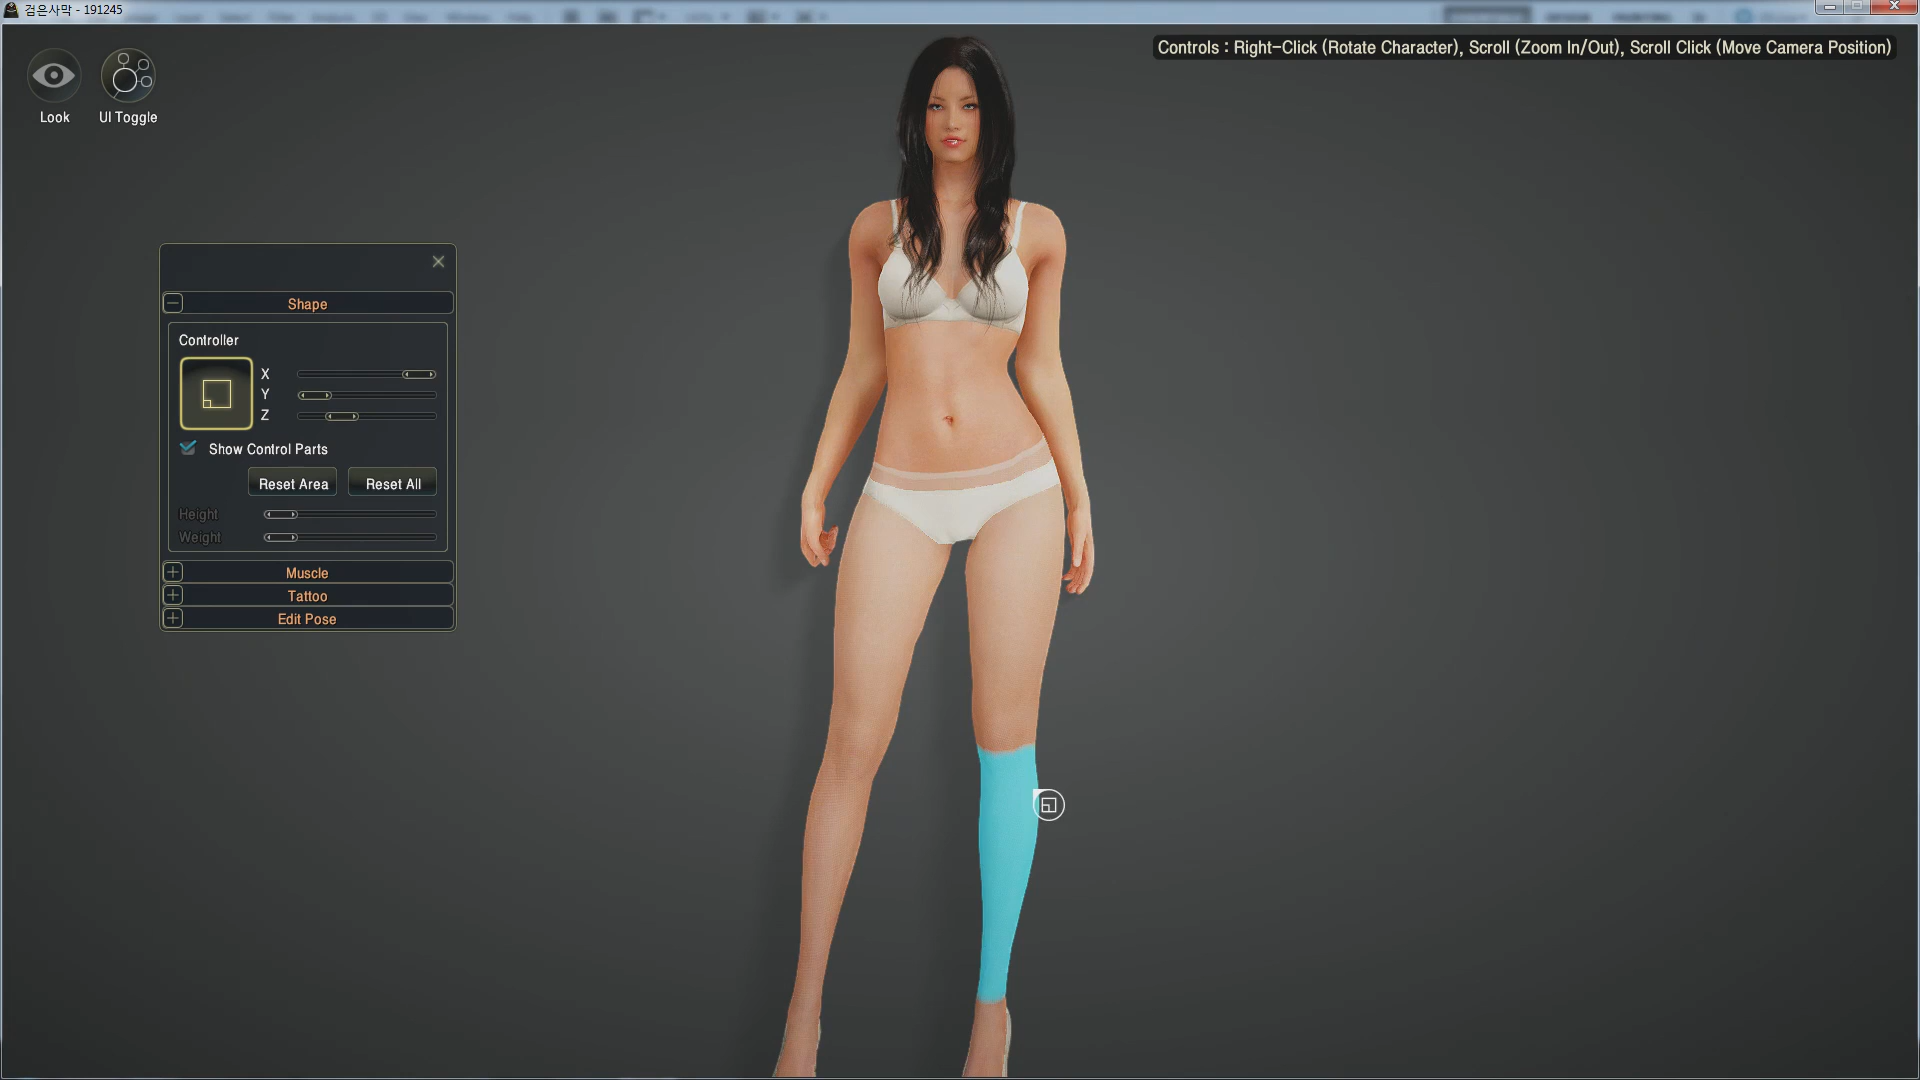 검은사막 - 191245
Controls : Right-Click (Rotate Character), Scroll (Zoom In/Out), Scroll Click (Move Camera Position)
Look
UI Toggle
Shape
Controller
X
Y
Z
Show Control Parts
Reset Area
Reset All
Height
Weight
Muscle
Tattoo
Edit Pose